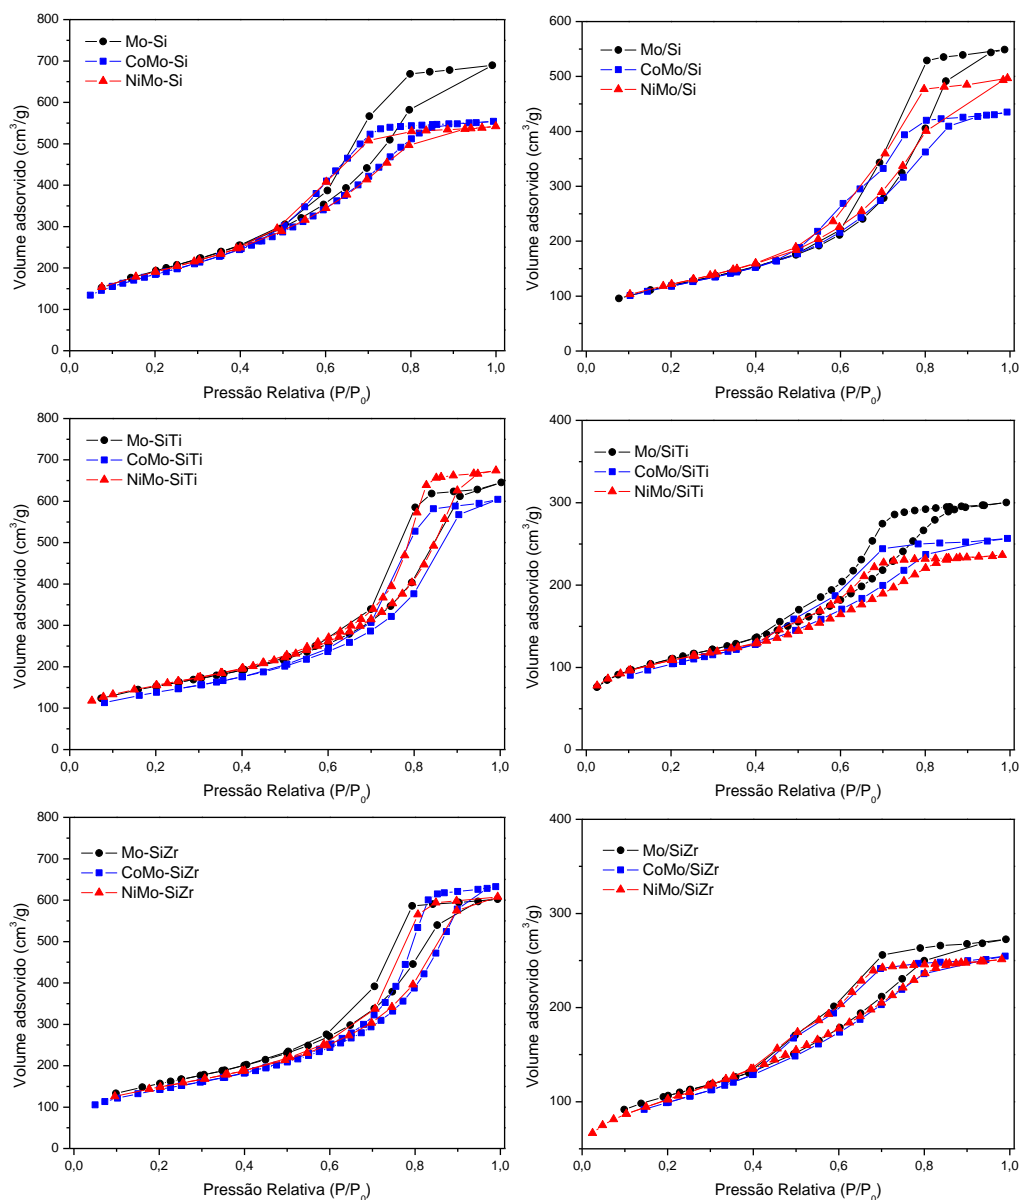 800
700
600
500
400
300
200
100
0
Volume adsorvido (cm³/g)
Mo-Si
CoMo-Si
NiMo-Si
0,0 0,2 0,4 0,6 0,8 1,0
Pressão Relativa (P/P₀)
600
500
400
300
200
100
0
Volume adsorvido (cm³/g)
Mo/Si
CoMo/Si
NiMo/Si
0,0 0,2 0,4 0,6 0,8 1,0
Pressão Relativa (P/P₀)
800
700
600
500
400
300
200
100
0
Volume adsorvido (cm³/g)
Mo-SiTi
CoMo-SiTi
NiMo-SiTi
0,0 0,2 0,4 0,6 0,8 1,0
Pressão Relativa (P/P₀)
400
300
200
100
0
Volume adsorvido (cm³/g)
Mo/SiTi
CoMo/SiTi
NiMo/SiTi
0,0 0,2 0,4 0,6 0,8 1,0
Pressão Relativa (P/P₀)
800
700
600
500
400
300
200
100
0
Volume adsorvido (cm³/g)
Mo-SiZr
CoMo-SiZr
NiMo-SiZr
0,0 0,2 0,4 0,6 0,8 1,0
Pressão Relativa (P/P₀)
400
300
200
100
Volume adsorvido (cm³/g)
Mo/SiZr
CoMo/SiZr
NiMo/SiZr
0,0 0,2 0,4 0,6 0,8 1,0
Pressão Relativa (P/P₀)